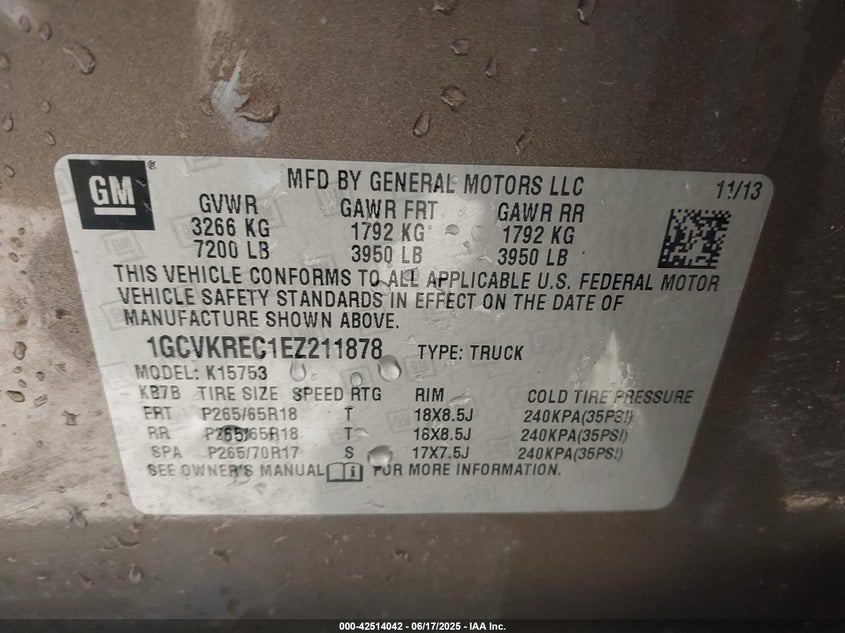 GM
MFD BY GENERAL MOTORS LLC
11/13
GVWR GAWR FRT GAWR RR
3266 KG 1792 KG 1792 KG
7200 LB 3950 LB 3950 LB
THIS VEHICLE CONFORMS TO ALL APPLICABLE U.S. FEDERAL MOTOR
VEHICLE SAFETY STANDARDS IN EFFECT ON THE DATE OF
MANUFACTURE SHOWN ABOVE.
1GCVKREC1EZ211878 TYPE: TRUCK
MODEL: K15753
KB7B TIRE SIZE SPEED RTG RIM COLD TIRE PRESSURE
FRT P265/65R18 T 18X8.5J 240KPA(35PSI)
RR P265/65R18 T 18X8.5J 240KPA(35PSI)
SPA P265/70R17 S 17X7.5J 240KPA(35PSI)
SEE OWNER'S MANUAL FOR MORE INFORMATION.
000-42514042 - 06/17/2025 - IAA Inc.